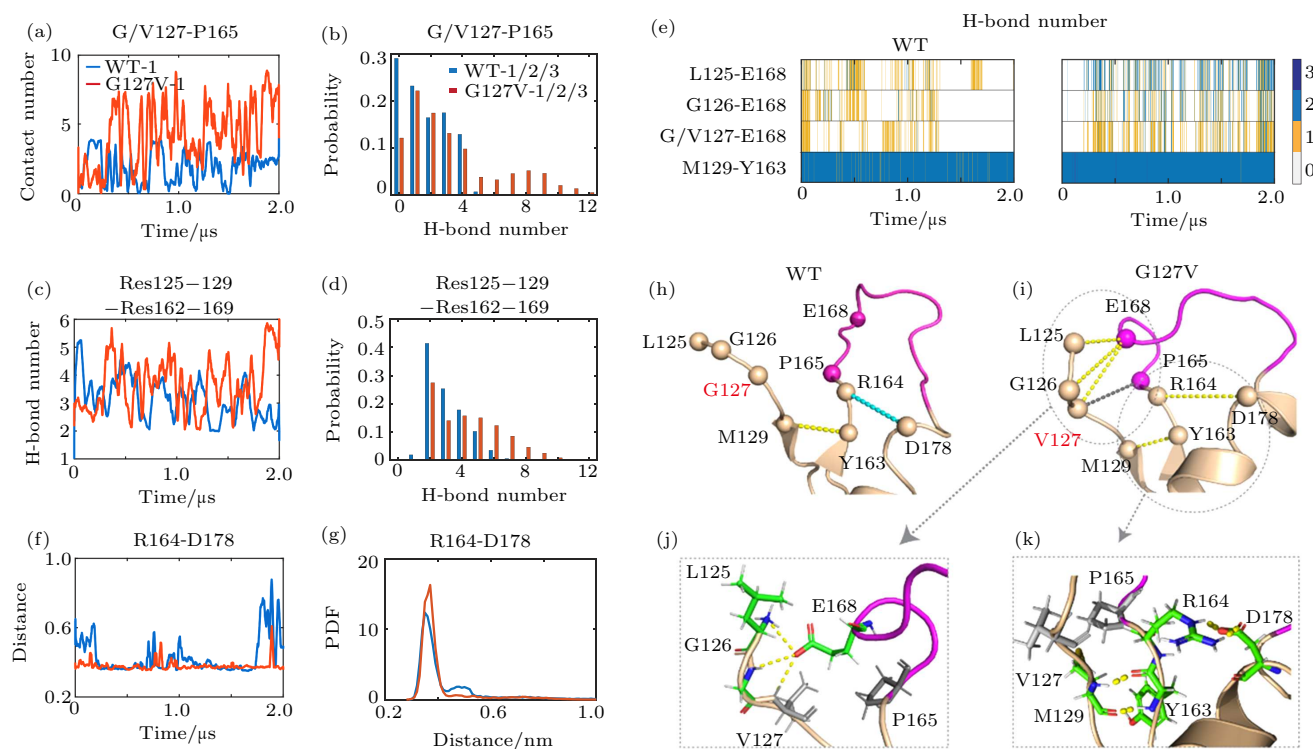 (a)
G/V127-P165
Contact number
10
5
0
WT-1
G127V-1
0
1.0
2.0
Time/μs
(b)
G/V127-P165
Probability
0.3
0.2
0.1
0
WT-1/2/3
G127V-1/2/3
0
4
8
12
H-bond number
(e)
H-bond number
WT
L125-E168
G126-E168
G/V127-E168
M129-Y163
0
1.0
2.0
0
1.0
2.0
Time/μs
3
2
1
0
(c)
Res125−129
−Res162−169
H-bond number
6
5
4
3
2
1
0
1.0
2.0
Time/μs
(d)
Res125−129
−Res162−169
Probability
0.5
0.4
0.3
0.2
0.1
0
0
4
8
12
H-bond number
(h)
WT
E168
L125
G126
P165
R164
G127
M129
Y163
D178
(i)
G127V
E168
L125
P165
R164
G126
D178
V127
Y163
M129
(f)
R164-D178
Distance
1.0
0.6
0.2
0
1.0
2.0
Time/μs
(g)
R164-D178
PDF
20
10
0
0.2
0.6
1.0
Distance/nm
(j)
L125
E168
G126
P165
V127
(k)
P165
R164
D178
V127
M129
Y163